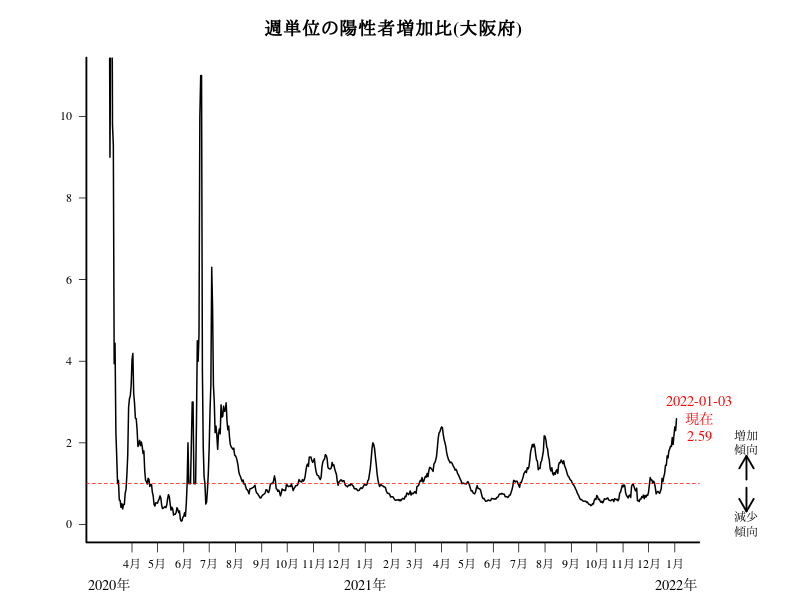 週単位の陽性者増加比(大阪府)
10
8
6
4
2
0
2022-01-03
現在
2.59
増加
傾向
減少
傾向
4月 5月 6月 7月 8月 9月 10月 11月 12月 1月 2月 3月 4月 5月 6月 7月 8月 9月 10月 11月 12月 1月
2020年 2021年 2022年